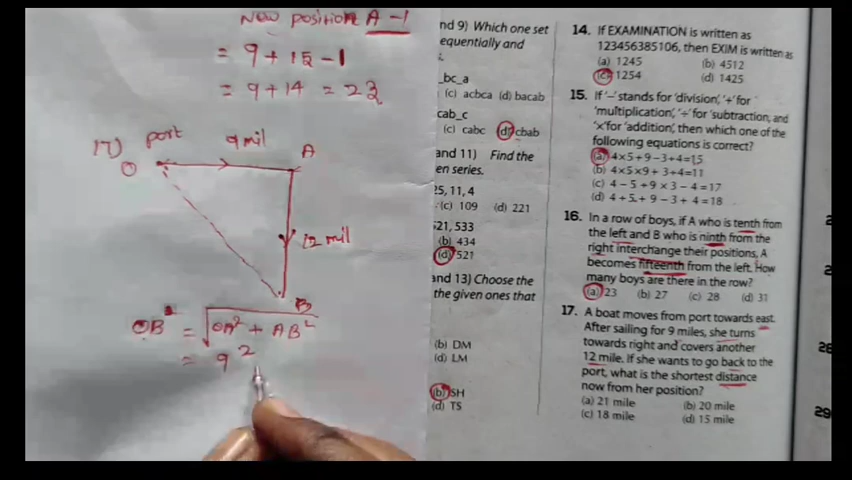 New position A - 1
= 9 + 15 - 1
= 9 + 14 = 23
17) port 9 mil A
O
12 mil
B
OB = √OA² + AB²
= 9²
nd 9) Which one set
equentially and
_bc_a
(c) acbca (d) bacab
cab_c
(c) cabc (d) cbab
and 11) Find the
en series.
25, 11, 4
(c) 109 (d) 221
521, 533
(b) 434
(d) 521
and 13) Choose the
the given ones that
(b) DM
(d) LM
(b) SH
(d) TS
14. If EXAMINATION is written as
123456385106, then EXIM is written as
(a) 1245 (b) 4512
(c) 1254 (d) 1425
15. If '–' stands for 'division', '+' for
'multiplication', '÷' for 'subtraction', and
'×' for 'addition', then which one of the
following equations is correct?
(a) 4×5+9–3+4=15
(b) 4×5×9+3+4=11
(c) 4–5+9×3–4=17
(d) 4+5+9–3+4=18
16. In a row of boys, if A who is tenth from
the left and B who is ninth from the
right interchange their positions, A
becomes fifteenth from the left. How
many boys are there in the row?
(a) 23 (b) 27 (c) 28 (d) 31
17. A boat moves from port towards east.
After sailing for 9 miles, she turns
towards right and covers another
12 mile. If she wants to go back to the
port, what is the shortest distance
now from her position?
(a) 21 mile (b) 20 mile
(c) 18 mile (d) 15 mile
28
29